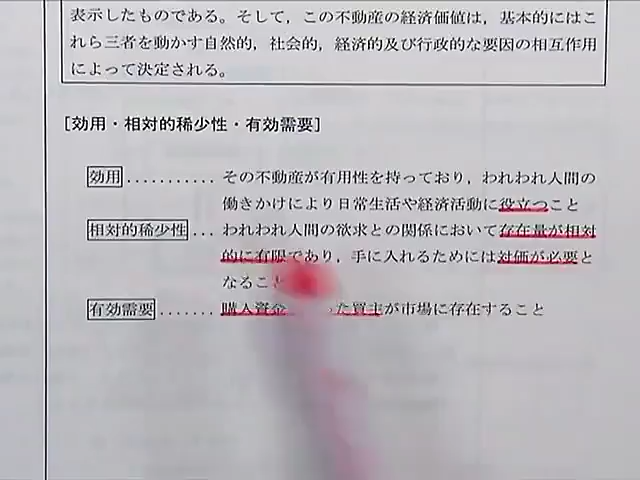 表示したものである。そして，この不動産の経済価値は，基本的にはこ
れら三者を動かす自然的，社会的，経済的及び行政的な要因の相互作用
によって決定される。
［効用・相対的稀少性・有効需要］
効用 ........... その不動産が有用性を持っており，われわれ人間の
働きかけにより日常生活や経済活動に役立つこと
相対的稀少性 ... われわれ人間の欲求との関係において存在量が相対
的に有限であり，手に入れるためには対価が必要と
なること
有効需要 ....... 購入資金 た買主が市場に存在すること